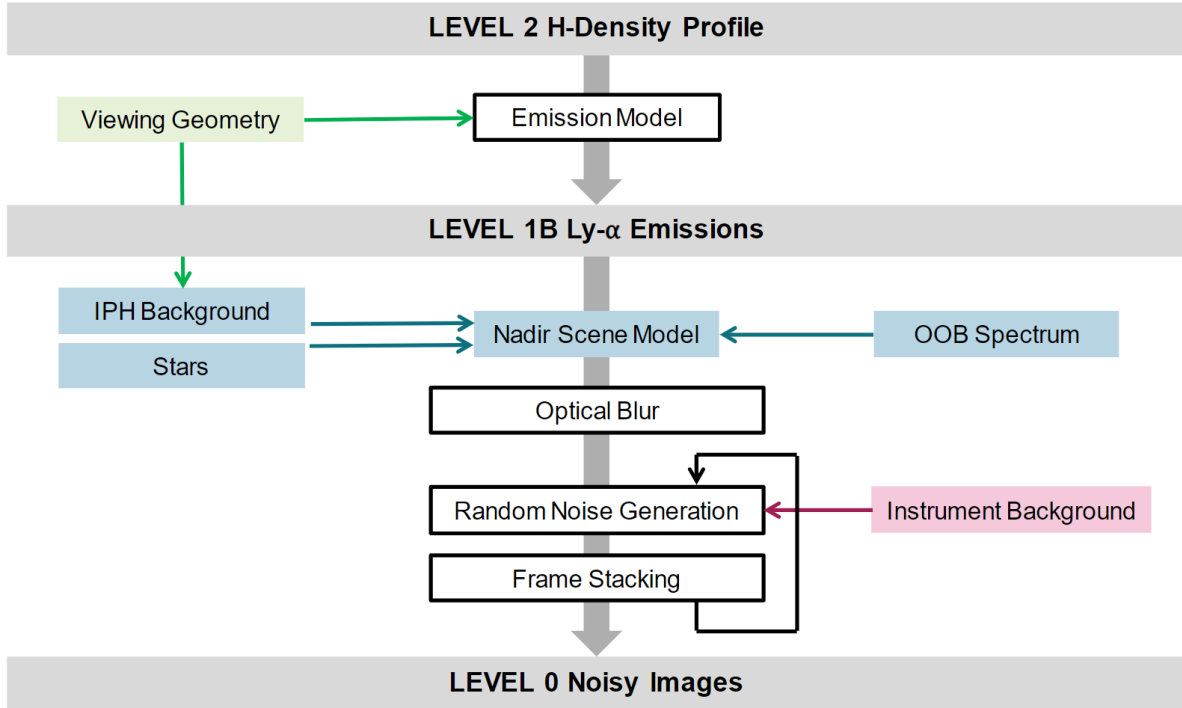 LEVEL 2 H-Density Profile
Viewing Geometry
Emission Model
LEVEL 1B Ly-α Emissions
IPH Background
Stars
Nadir Scene Model
OOB Spectrum
Optical Blur
Random Noise Generation
Instrument Background
Frame Stacking
LEVEL 0 Noisy Images